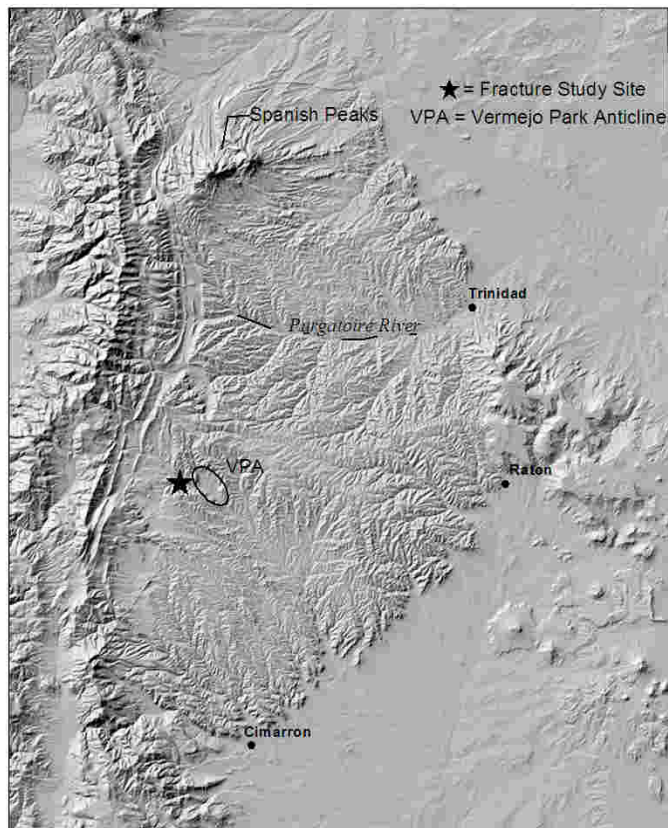 ★ = Fracture Study Site
Spanish Peaks
VPA = Vermejo Park Anticline
Trinidad
Purgatoire River
VPA
Raton
Cimarron